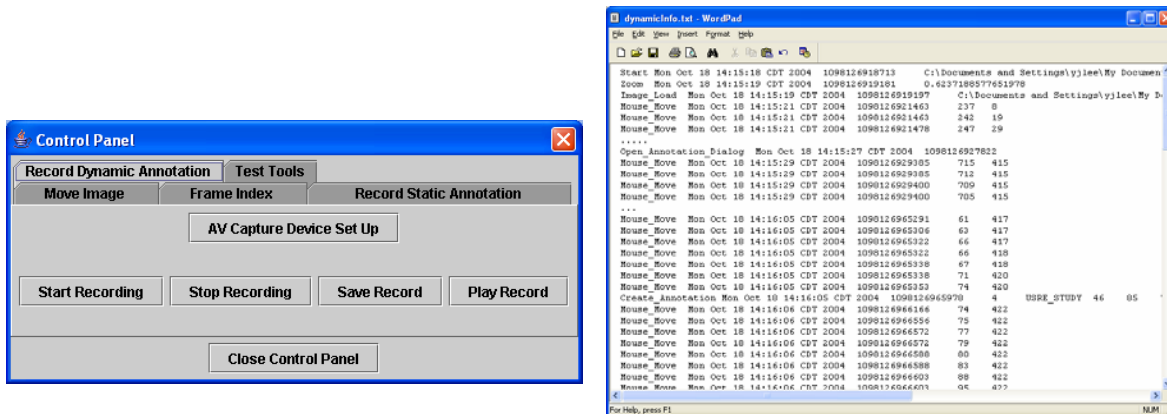 Control Panel
Record Dynamic Annotation Test Tools
Move Image Frame Index Record Static Annotation
AV Capture Device Set Up
Start Recording Stop Recording Save Record Play Record
Close Control Panel
dynamicInfo.txt - WordPad
File Edit View Insert Format Help
Start Mon Oct 18 14:15:18 CDT 2004 1098126918713 C:\Documents and Settings\yjlee\My Documen
Zoom Mon Oct 18 14:15:19 CDT 2004 1098126919181 0.6237188577651978
Image_Load Mon Oct 18 14:15:19 CDT 2004 1098126919197 C:\Documents and Settings\yjlee\My D
Mouse_Move Mon Oct 18 14:15:21 CDT 2004 1098126921463 237 8
Mouse_Move Mon Oct 18 14:15:21 CDT 2004 1098126921463 242 19
Mouse_Move Mon Oct 18 14:15:21 CDT 2004 1098126921478 247 29
.....
Open_Annotation_Dialog Mon Oct 18 14:15:27 CDT 2004 1098126927822
Mouse_Move Mon Oct 18 14:15:29 CDT 2004 1098126929385 715 415
Mouse_Move Mon Oct 18 14:15:29 CDT 2004 1098126929385 712 415
Mouse_Move Mon Oct 18 14:15:29 CDT 2004 1098126929400 709 415
Mouse_Move Mon Oct 18 14:15:29 CDT 2004 1098126929400 705 415
...
Mouse_Move Mon Oct 18 14:16:05 CDT 2004 1098126965291 61 417
Mouse_Move Mon Oct 18 14:16:05 CDT 2004 1098126965306 63 417
Mouse_Move Mon Oct 18 14:16:05 CDT 2004 1098126965322 66 417
Mouse_Move Mon Oct 18 14:16:05 CDT 2004 1098126965322 66 418
Mouse_Move Mon Oct 18 14:16:05 CDT 2004 1098126965338 67 418
Mouse_Move Mon Oct 18 14:16:05 CDT 2004 1098126965338 71 420
Mouse_Move Mon Oct 18 14:16:05 CDT 2004 1098126965353 74 420
Create_Annotation Mon Oct 18 14:16:05 CDT 2004 1098126965978 4 USRE_STUDY 46 85
Mouse_Move Mon Oct 18 14:16:06 CDT 2004 1098126966166 74 422
Mouse_Move Mon Oct 18 14:16:06 CDT 2004 1098126966556 75 422
Mouse_Move Mon Oct 18 14:16:06 CDT 2004 1098126966572 77 422
Mouse_Move Mon Oct 18 14:16:06 CDT 2004 1098126966572 79 422
Mouse_Move Mon Oct 18 14:16:06 CDT 2004 1098126966588 80 422
Mouse_Move Mon Oct 18 14:16:06 CDT 2004 1098126966588 83 422
Mouse_Move Mon Oct 18 14:16:06 CDT 2004 1098126966603 88 422
Mouse_Move Mon Oct 18 14:16:06 CDT 2004 1098126966603 95 422
For Help, press F1 NUM